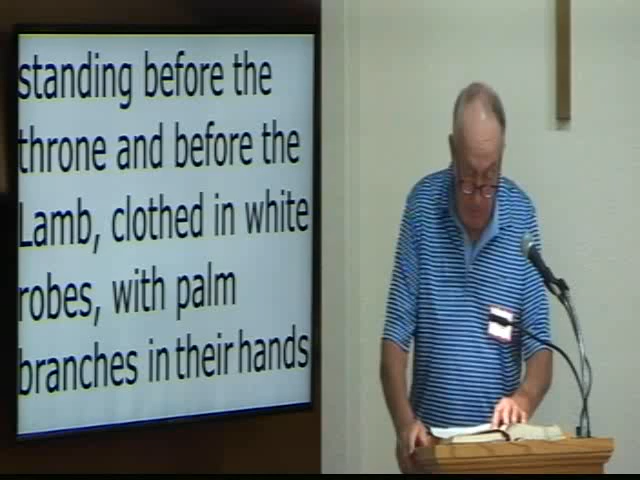 standing before the
throne and before the
Lamb, clothed in white
robes, with palm
branches in their hands